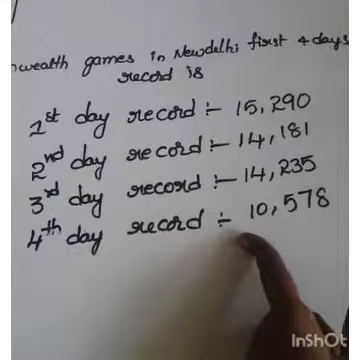 wealth games in Newdelhi first 4 days
record is
1st day record :- 15,290
2nd day record :- 14,181
3rd day record :- 14,235
4th day record :- 10,578
InShOt